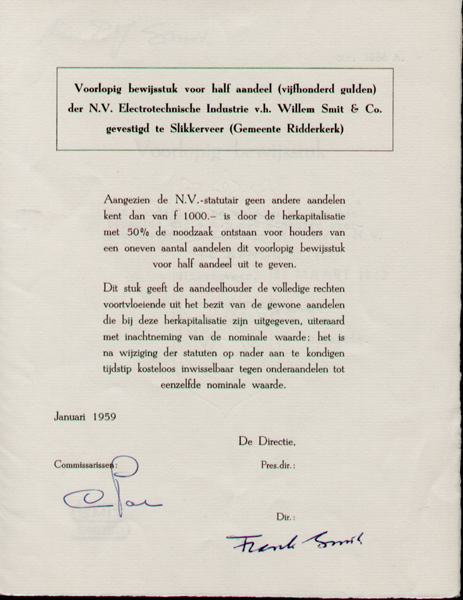 Voorlopig bewijsstuk voor half aandeel (vijfhonderd gulden)
der N.V. Electrotechnische Industrie v.h. Willem Smit & Co.
gevestigd te Slikkerveer (Gemeente Ridderkerk)
Aangezien de N.V.-statutair geen andere aandelen
kent dan van f 1000.- is door de herkapitalisatie
met 50% de noodzaak ontstaan voor houders van
een oneven aantal aandelen dit voorlopig bewijsstuk
voor half aandeel uit te geven.
Dit stuk geeft de aandeelhouder de volledige rechten
voortvloeiende uit het bezit van de gewone aandelen
die bij deze herkapitalisatie zijn uitgegeven, uiteraard
met inachtneming van de nominale waarde; het is
na wijziging der statuten op nader aan te kondigen
tijdstip kosteloos inwisselbaar tegen onderaandelen tot
eenzelfde nominale waarde.
Januari 1959
De Directie,
Commissarissen:
Pres.dir.:
Dir.:
Frank Smit